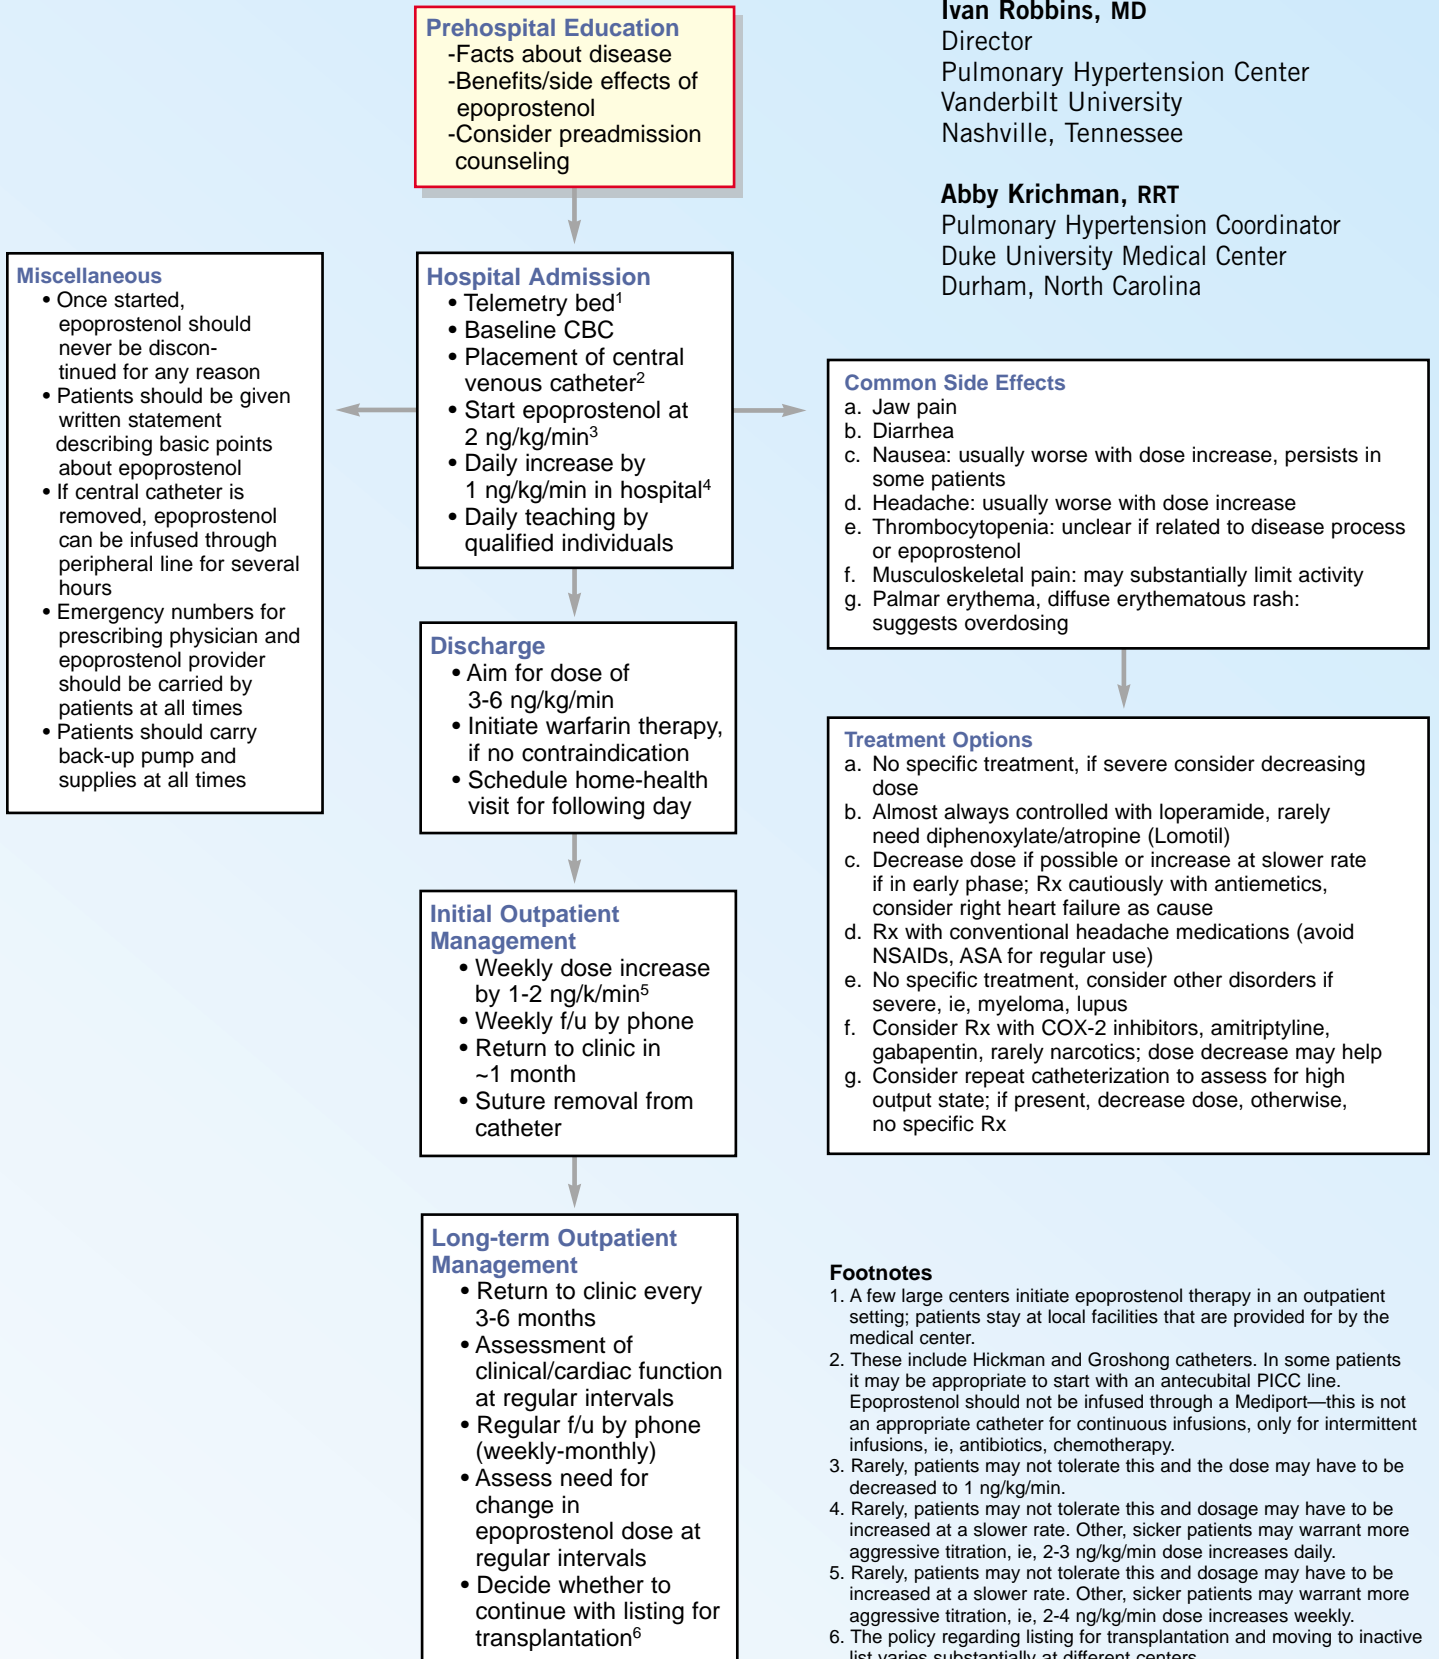 Prehospital Education
-Facts about disease
-Benefits/side effects of
epoprostenol
-Consider preadmission
counseling
Ivan Robbins, MD
Director
Pulmonary Hypertension Center
Vanderbilt University
Nashville, Tennessee
Abby Krichman, RRT
Pulmonary Hypertension Coordinator
Duke University Medical Center
Durham, North Carolina
Miscellaneous
• Once started,
epoprostenol should
never be discon-
tinued for any reason
• Patients should be given
written statement
describing basic points
about epoprostenol
• If central catheter is
removed, epoprostenol
can be infused through
peripheral line for several
hours
• Emergency numbers for
prescribing physician and
epoprostenol provider
should be carried by
patients at all times
• Patients should carry
back-up pump and
supplies at all times
Hospital Admission
• Telemetry bed1
• Baseline CBC
• Placement of central
venous catheter2
• Start epoprostenol at
2 ng/kg/min3
• Daily increase by
1 ng/kg/min in hospital4
• Daily teaching by
qualified individuals
Common Side Effects
a. Jaw pain
b. Diarrhea
c. Nausea: usually worse with dose increase, persists in
some patients
d. Headache: usually worse with dose increase
e. Thrombocytopenia: unclear if related to disease process
or epoprostenol
f. Musculoskeletal pain: may substantially limit activity
g. Palmar erythema, diffuse erythematous rash:
suggests overdosing
Discharge
• Aim for dose of
3-6 ng/kg/min
• Initiate warfarin therapy,
if no contraindication
• Schedule home-health
visit for following day
Treatment Options
a. No specific treatment, if severe consider decreasing
dose
b. Almost always controlled with loperamide, rarely
need diphenoxylate/atropine (Lomotil)
c. Decrease dose if possible or increase at slower rate
if in early phase; Rx cautiously with antiemetics,
consider right heart failure as cause
d. Rx with conventional headache medications (avoid
NSAIDs, ASA for regular use)
e. No specific treatment, consider other disorders if
severe, ie, myeloma, lupus
f. Consider Rx with COX-2 inhibitors, amitriptyline,
gabapentin, rarely narcotics; dose decrease may help
g. Consider repeat catheterization to assess for high
output state; if present, decrease dose, otherwise,
no specific Rx
Initial Outpatient
Management
• Weekly dose increase
by 1-2 ng/k/min5
• Weekly f/u by phone
• Return to clinic in
~1 month
• Suture removal from
catheter
Long-term Outpatient
Management
• Return to clinic every
3-6 months
• Assessment of
clinical/cardiac function
at regular intervals
• Regular f/u by phone
(weekly-monthly)
• Assess need for
change in
epoprostenol dose at
regular intervals
• Decide whether to
continue with listing for
transplantation6
Footnotes
1. A few large centers initiate epoprostenol therapy in an outpatient
setting; patients stay at local facilities that are provided for by the
medical center.
2. These include Hickman and Groshong catheters. In some patients
it may be appropriate to start with an antecubital PICC line.
Epoprostenol should not be infused through a Mediport—this is not
an appropriate catheter for continuous infusions, only for intermittent
infusions, ie, antibiotics, chemotherapy.
3. Rarely, patients may not tolerate this and the dose may have to be
decreased to 1 ng/kg/min.
4. Rarely, patients may not tolerate this and dosage may have to be
increased at a slower rate. Other, sicker patients may warrant more
aggressive titration, ie, 2-3 ng/kg/min dose increases daily.
5. Rarely, patients may not tolerate this and dosage may have to be
increased at a slower rate. Other, sicker patients may warrant more
aggressive titration, ie, 2-4 ng/kg/min dose increases weekly.
6. The policy regarding listing for transplantation and moving to inactive
list varies substantially at different centers.